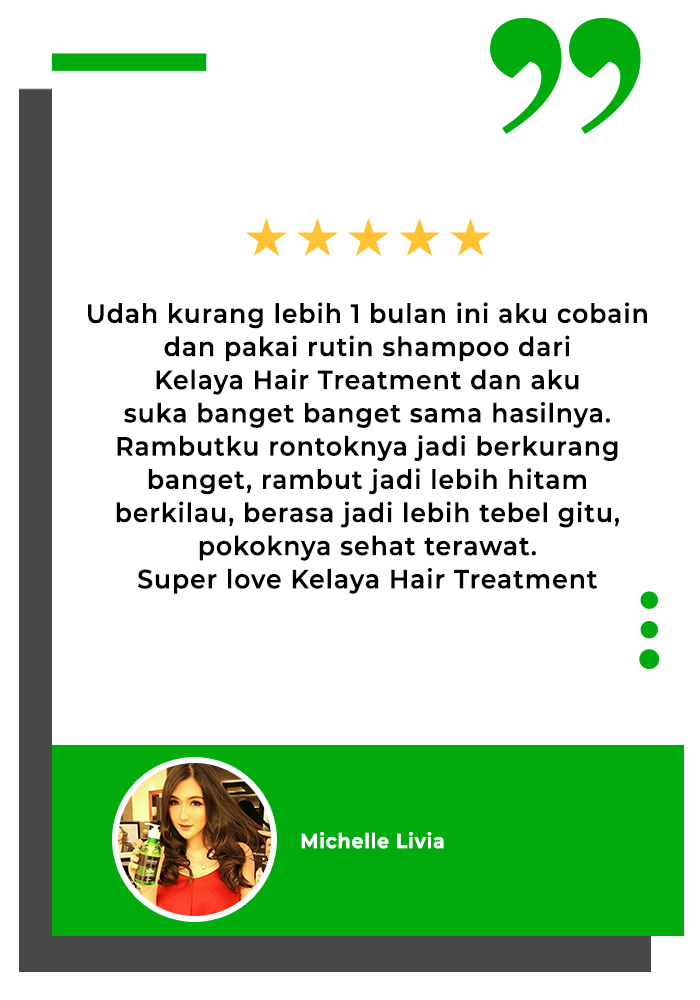 Udah kurang lebih 1 bulan ini aku cobain
dan pakai rutin shampoo dari
Kelaya Hair Treatment dan aku
suka banget banget sama hasilnya.
Rambutku rontoknya jadi berkurang
banget, rambut jadi lebih hitam
berkilau, berasa jadi lebih tebel gitu,
pokoknya sehat terawat.
Super love Kelaya Hair Treatment
Michelle Livia